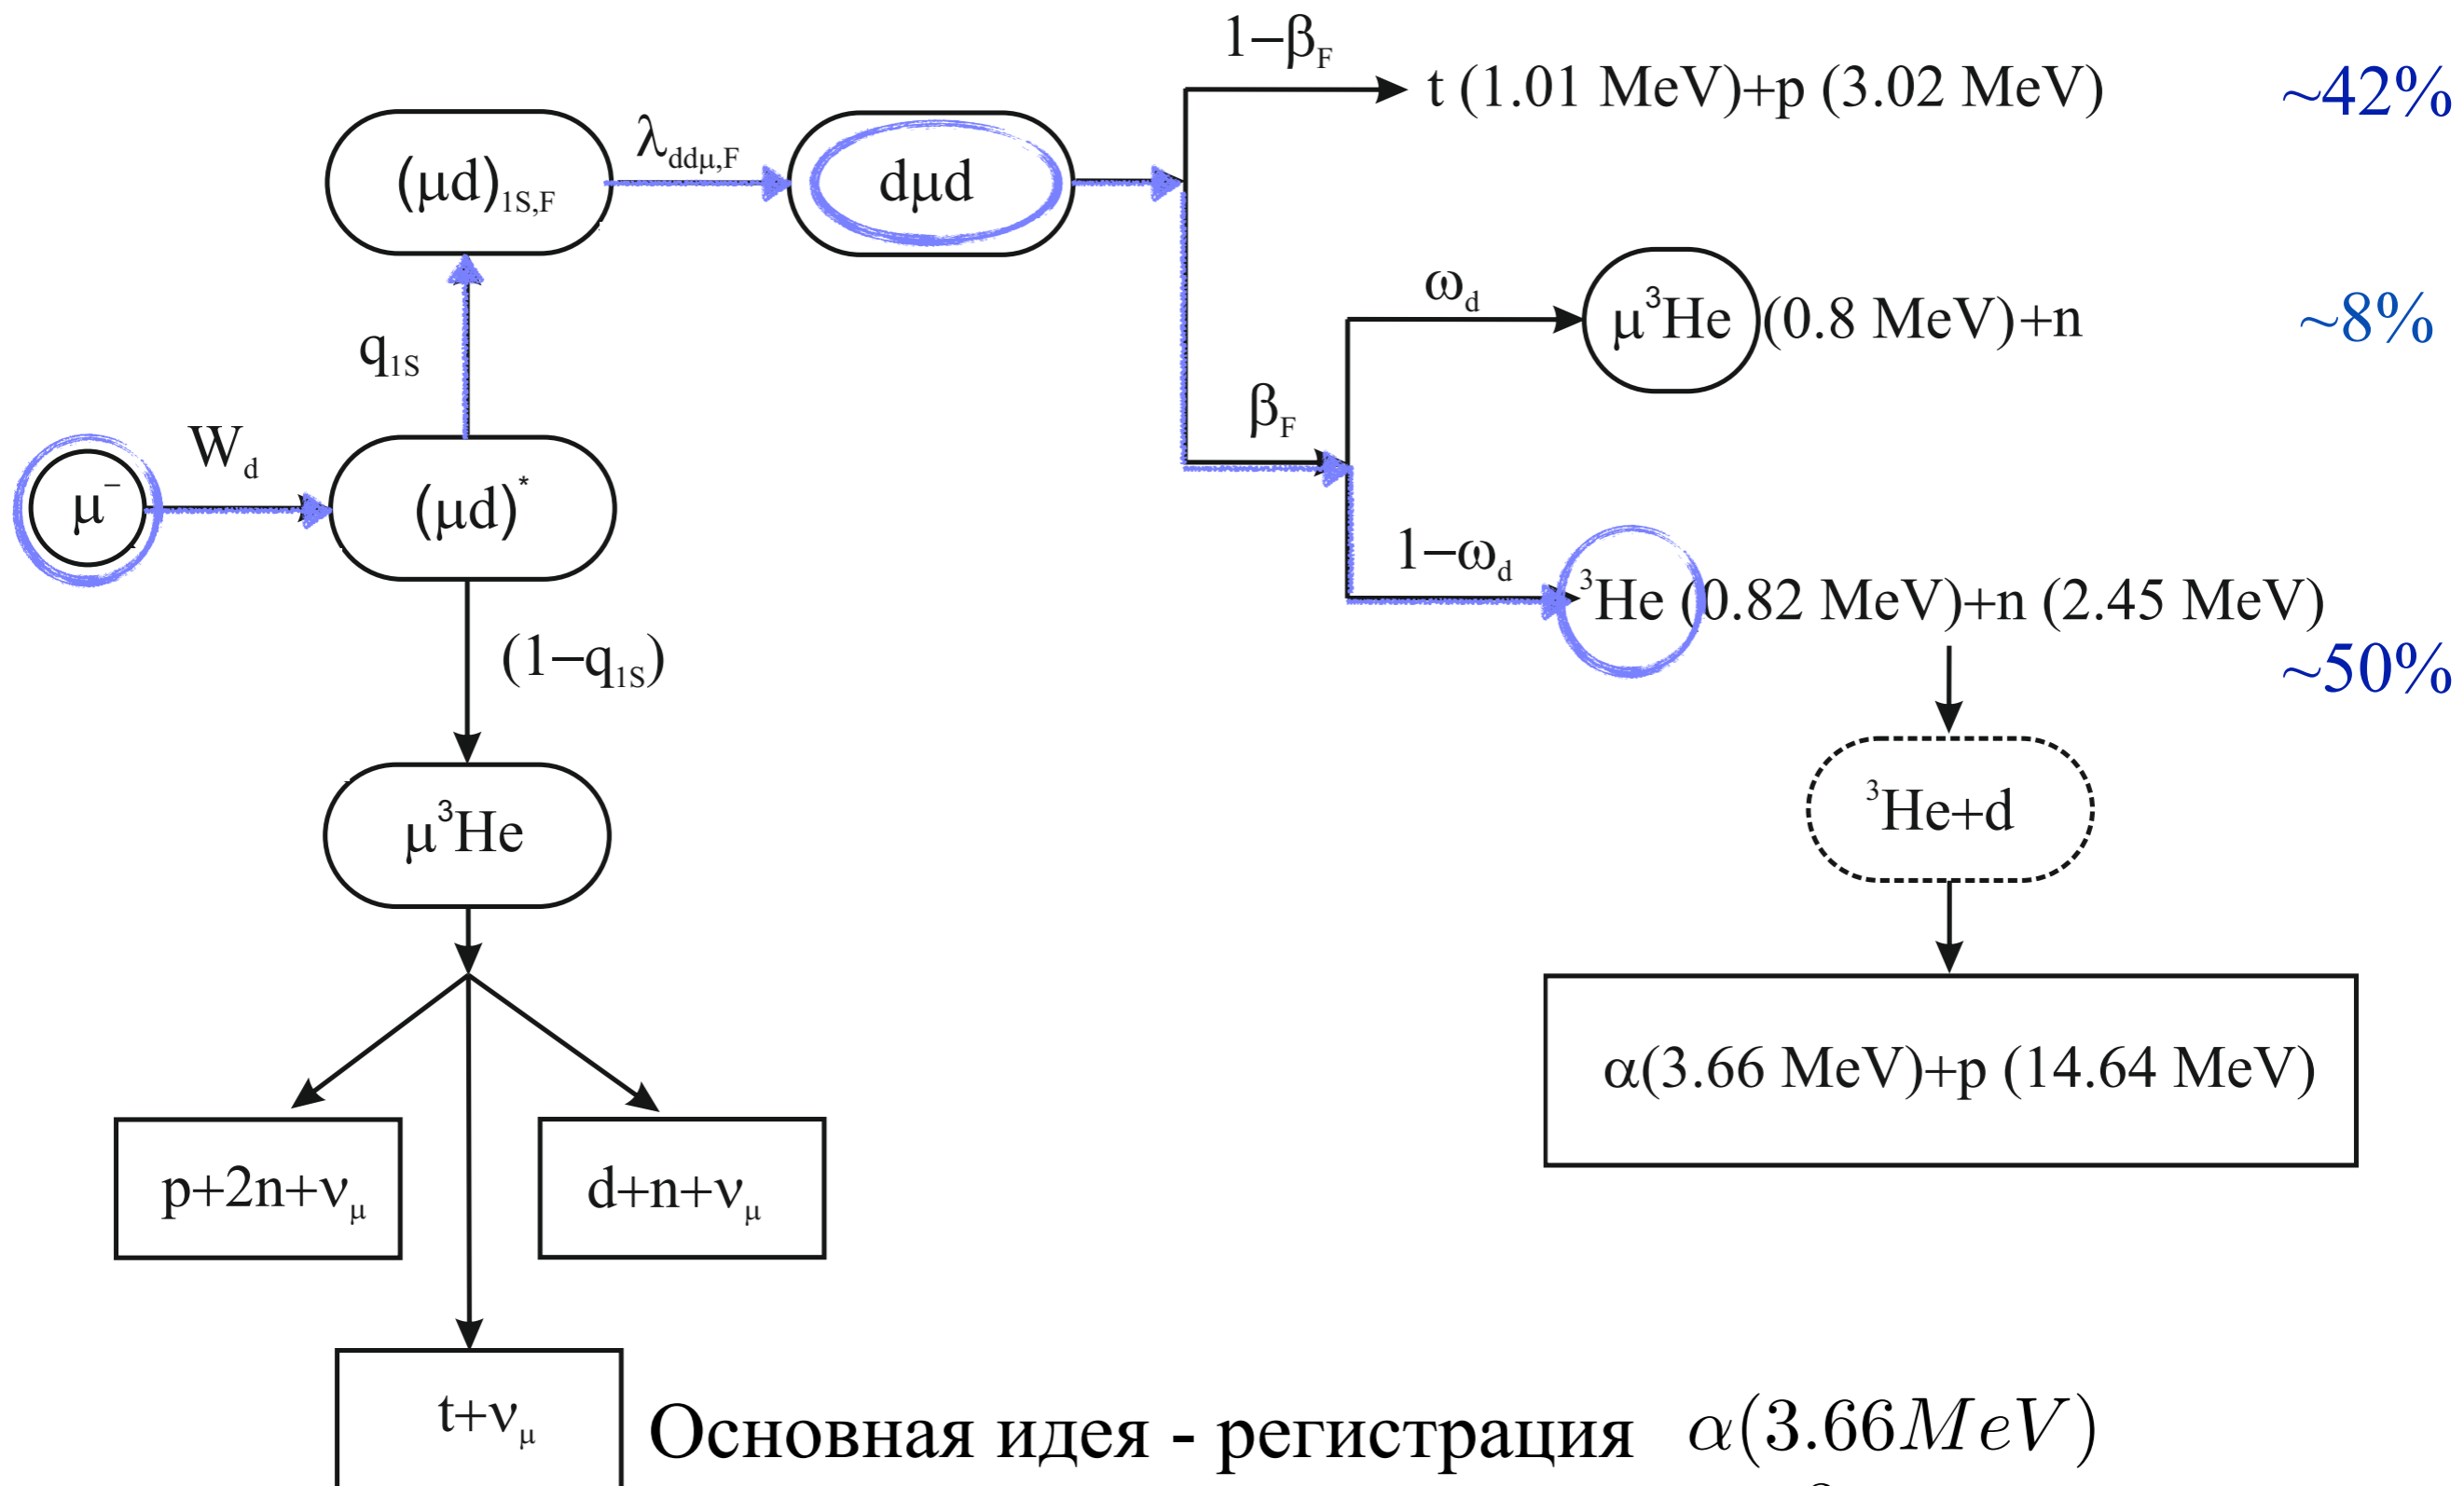 1−β_F
t (1.01 MeV)+p (3.02 MeV) ~42%
(μd)_1S,F λ_ddμ,F dμd
ω_d
μ³He (0.8 MeV)+n ~8%
q_1S
β_F
W_d
μ⁻ (μd)*
1−ω_d
³He (0.82 MeV)+n (2.45 MeV)
~50%
(1−q_1S)
³He+d
μ³He
α(3.66 MeV)+p (14.64 MeV)
p+2n+ν_μ d+n+ν_μ
t+ν_μ
Основная идея - регистрация α(3.66MeV)